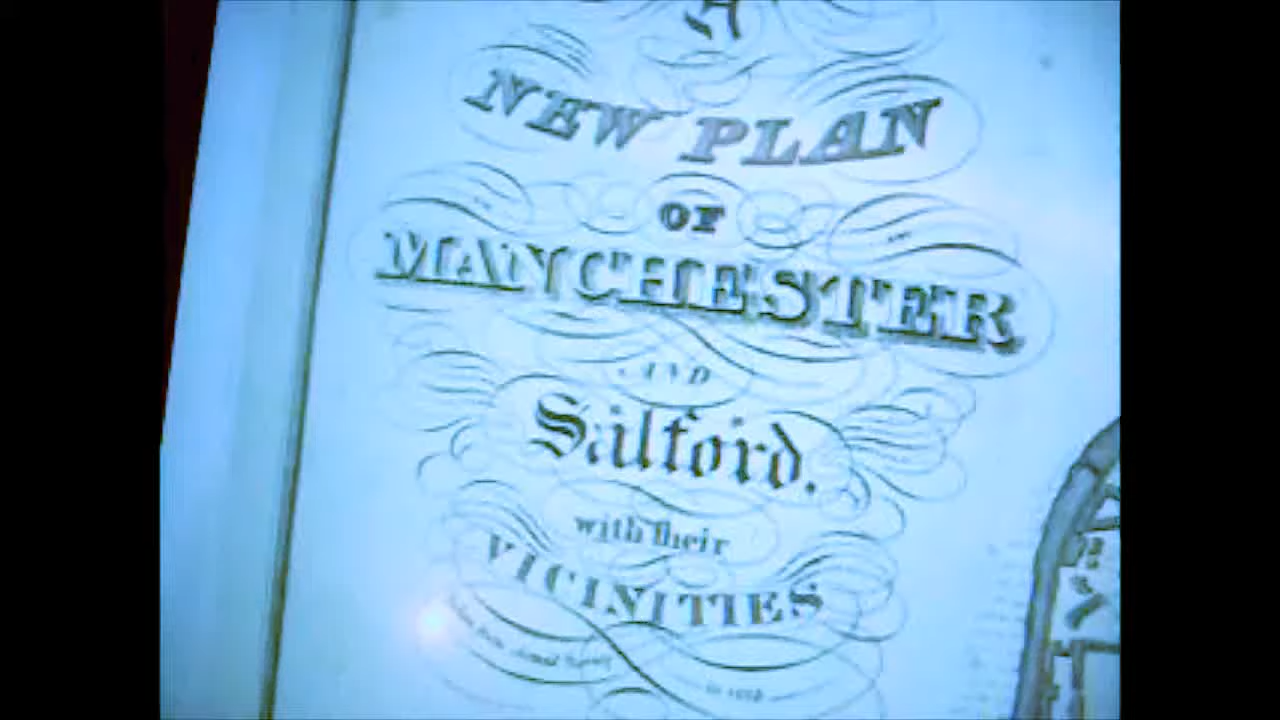 A
NEW PLAN
OF
MANCHESTER
AND
Salford.
with their
VICINITIES